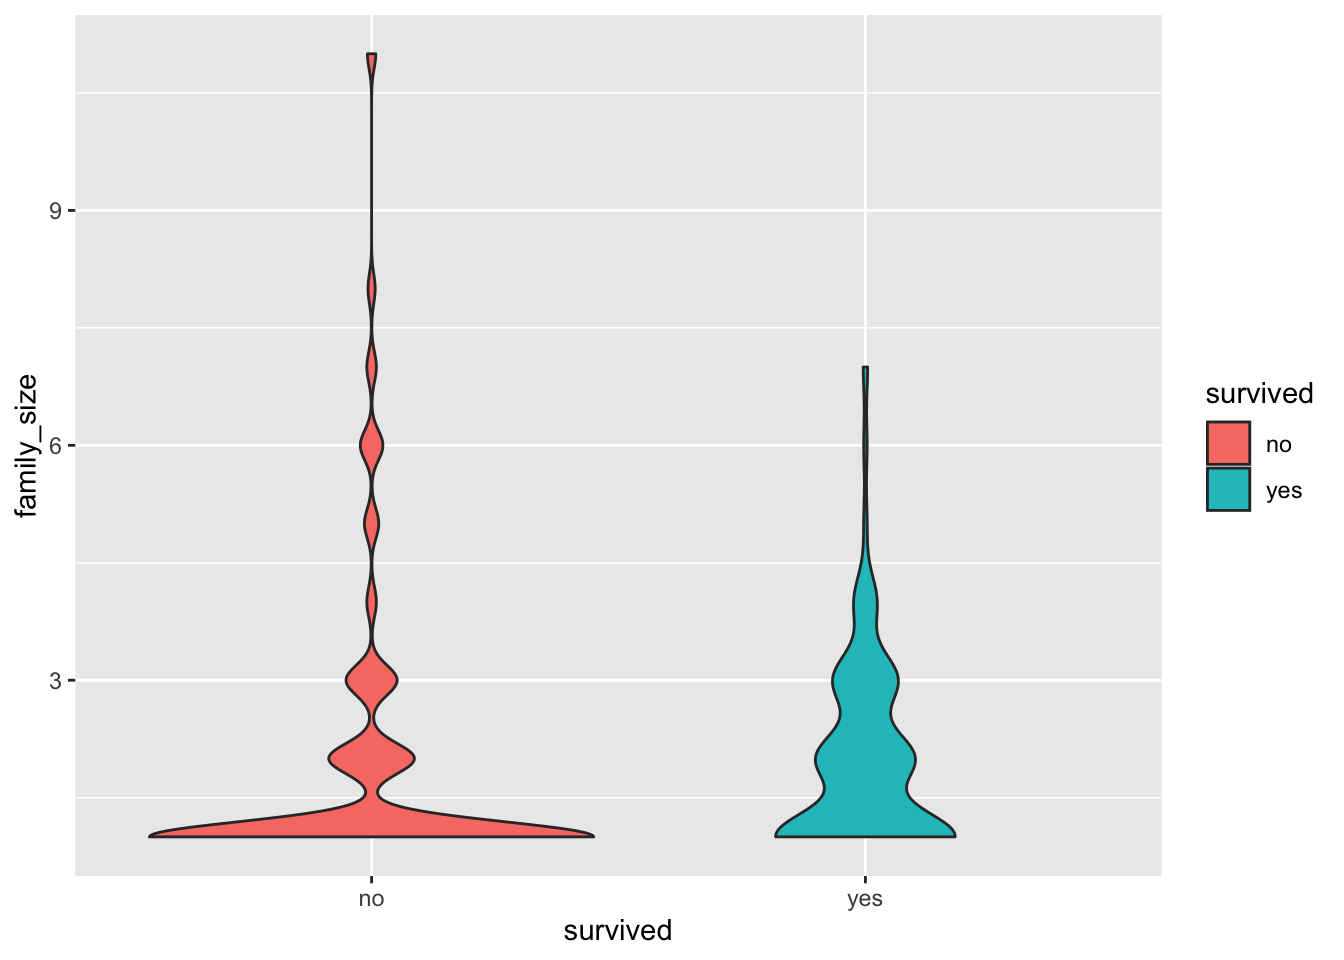 family_size
9
6
3
no
yes
survived
survived
no
yes